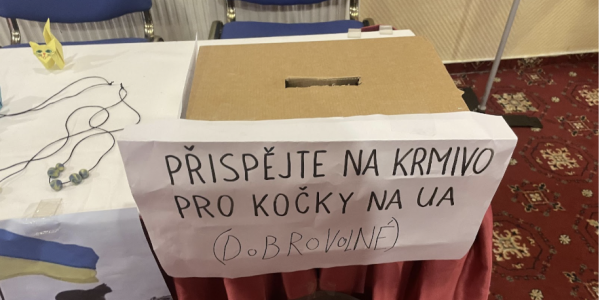 PŘISPĚJTE NA KRMIVO
PRO KOČKY NA UA
(DOBROVOLNÉ)